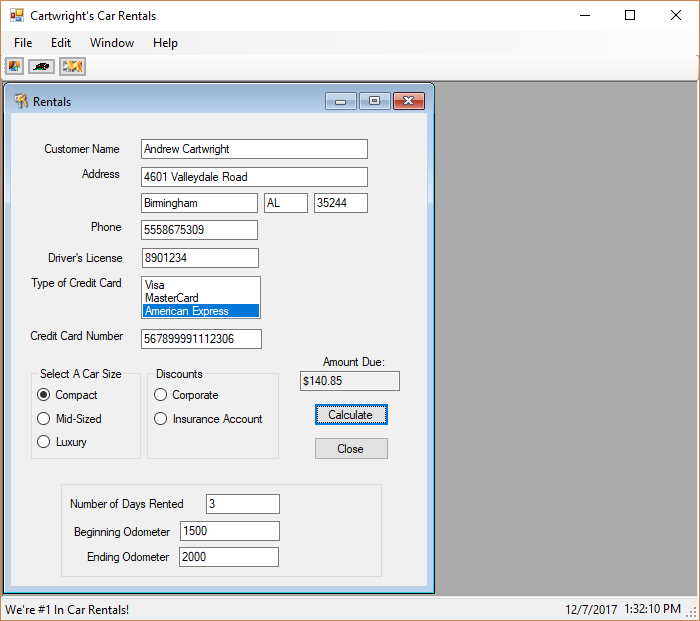 Cartwright's Car Rentals
File Edit Window Help
Rentals
Customer Name Andrew Cartwright
Address 4601 Valleydale Road
Birmingham AL 35244
Phone 5558675309
Driver's License 8901234
Type of Credit Card Visa
MasterCard
American Express
Credit Card Number 567899991112306
Select A Car Size
Compact
Mid-Sized
Luxury
Discounts
Corporate
Insurance Account
Amount Due:
$140.85
Calculate
Close
Number of Days Rented 3
Beginning Odometer 1500
Ending Odometer 2000
We're #1 In Car Rentals! 12/7/2017 1:32:10 PM